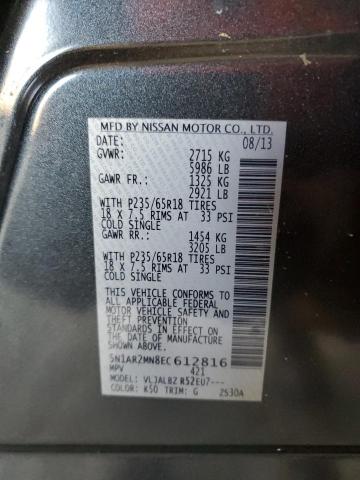 MFD BY NISSAN MOTOR CO., LTD.
DATE: 08/13
GVWR: 2715 KG
5986 LB
GAWR FR.: 1325 KG
2921 LB
WITH P235/65R18 TIRES
18 X 7.5 RIMS AT 33 PSI
COLD SINGLE
GAWR RR.: 1454 KG
3205 LB
WITH P235/65R18 TIRES
18 X 7.5 RIMS AT 33 PSI
COLD SINGLE
THIS VEHICLE CONFORMS TO
ALL APPLICABLE FEDERAL
MOTOR VEHICLE SAFETY
STANDARDS IN EFFECT ON
THE DATE OF MANUFACTURE
SHOWN ABOVE
5N1AR2MN8EC612816
MPV 421
MODEL: VLJALBZ R52EU7---
COLOR: K50 TRIM: G 2530A